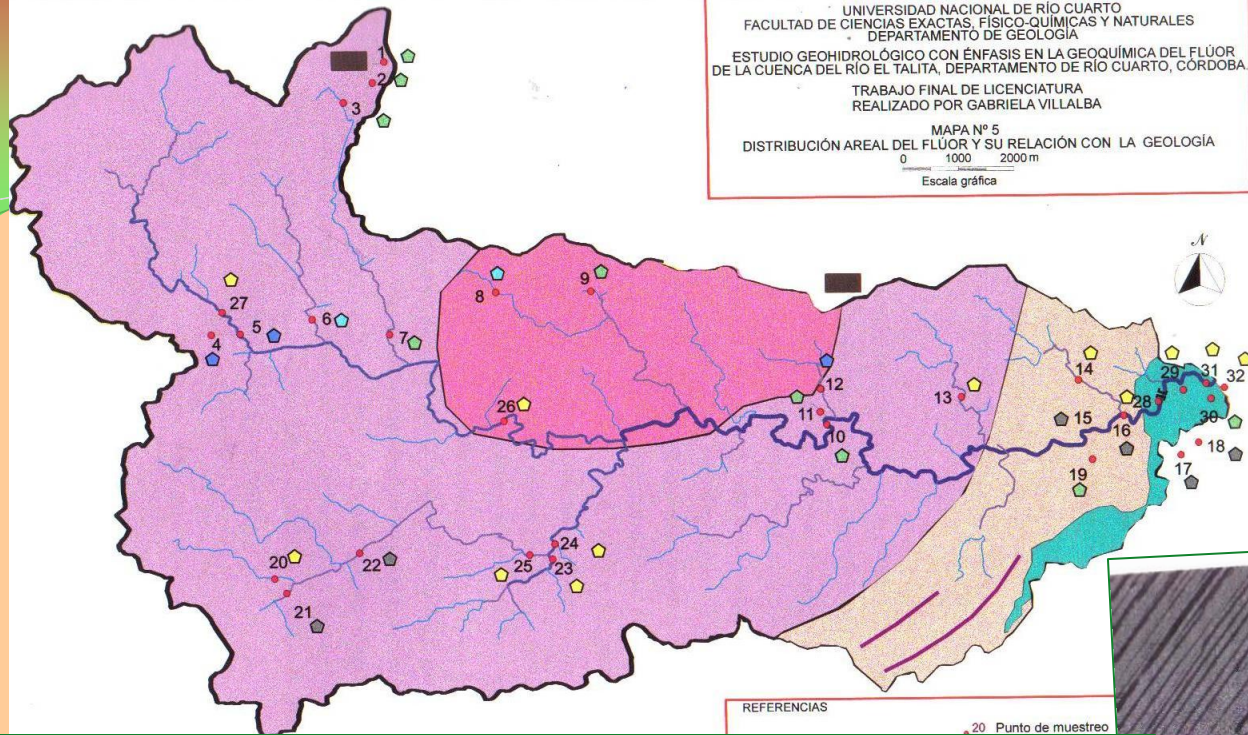 UNIVERSIDAD NACIONAL DE RÍO CUARTO
FACULTAD DE CIENCIAS EXACTAS, FÍSICO-QUÍMICAS Y NATURALES
DEPARTAMENTO DE GEOLOGÍA
ESTUDIO GEOHIDROLÓGICO CON ÉNFASIS EN LA GEOQUÍMICA DEL FLÚOR
DE LA CUENCA DEL RÍO EL TALITA, DEPARTAMENTO DE RÍO CUARTO, CÓRDOBA.
TRABAJO FINAL DE LICENCIATURA
REALIZADO POR GABRIELA VILLALBA
MAPA Nº 5
DISTRIBUCIÓN AREAL DEL FLÚOR Y SU RELACIÓN CON LA GEOLOGÍA
0 1000 2000 m
Escala gráfica
N
1
2
3
27
4
5
6
7
8
9
26
12
11
10
13
14
15
16
28
29
31
32
30
18
17
19
20
21
22
25
24
23
REFERENCIAS
20 Punto de muestreo